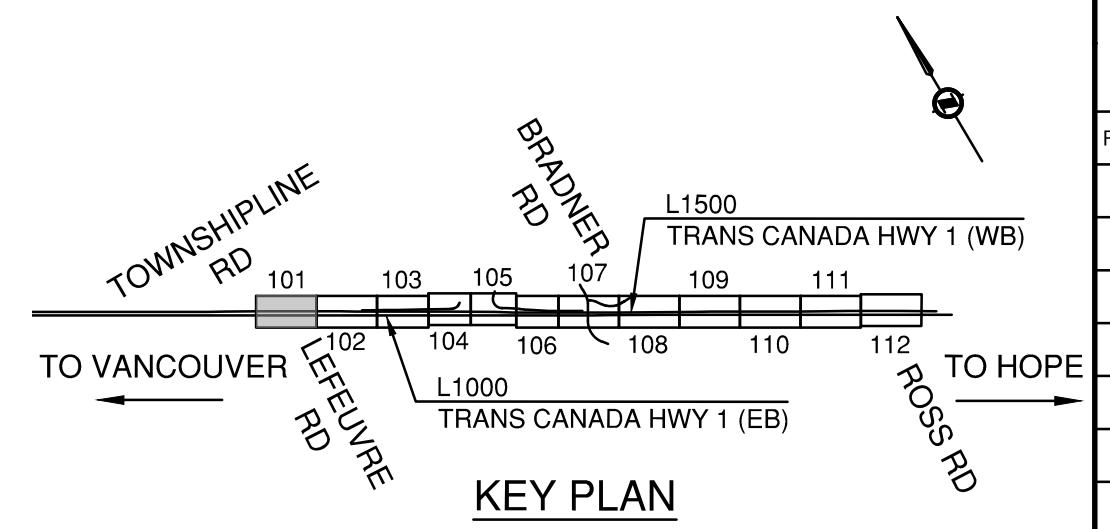 BRADNER
RD
TOWNSHIPLINE
RD
L1500
TRANS CANADA HWY 1 (WB)
101
103
105
107
109
111
102
104
106
108
110
112
TO VANCOUVER
LEFEUVRE
RD
L1000
TRANS CANADA HWY 1 (EB)
ROSS RD
TO HOPE
KEY PLAN